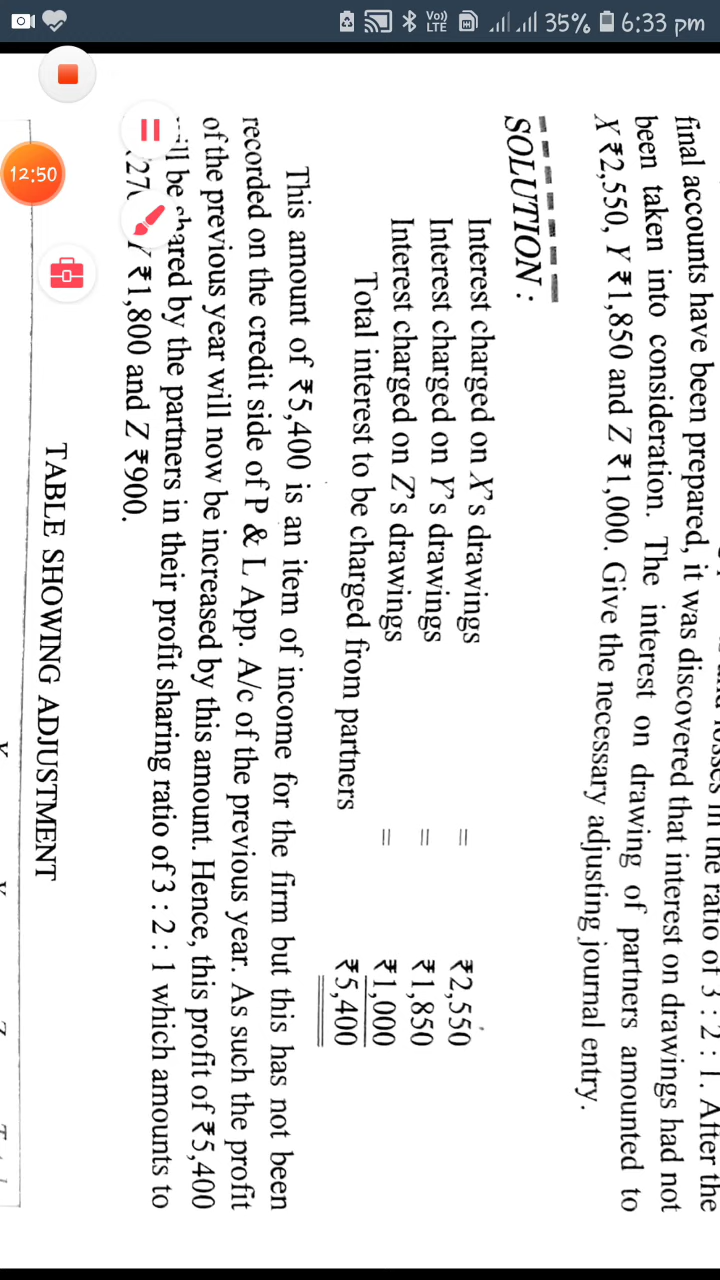 35% 6:33 pm
Vo)) LTE
12:50
in the ratio of 3 : 2 : 1. After the
final accounts have been prepared, it was discovered that interest on drawings had not
been taken into consideration. The interest on drawing of partners amounted to
X ₹2,550, Y ₹1,850 and Z ₹1,000. Give the necessary adjusting journal entry.
SOLUTION :
Interest charged on X's drawings = ₹2,550
Interest charged on Y's drawings = ₹1,850
Interest charged on Z's drawings = ₹1,000
Total interest to be charged from partners ₹5,400
This amount of ₹5,400 is an item of income for the firm but this has not been
recorded on the credit side of P & L App. A/c of the previous year. As such the profit
of the previous year will now be increased by this amount. Hence, this profit of ₹5,400
be shared by the partners in their profit sharing ratio of 3 : 2 : 1 which amounts to
₹1,800 and Z ₹900.
TABLE SHOWING ADJUSTMENT